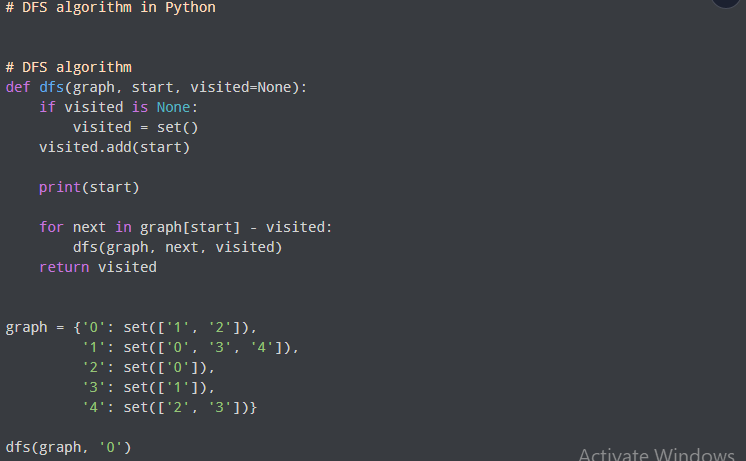 # DFS algorithm in Python
# DFS algorithm
def dfs(graph, start, visited=None):
    if visited is None:
        visited = set()
    visited.add(start)
    print(start)
    for next in graph[start] - visited:
        dfs(graph, next, visited)
    return visited
graph = {'0': set(['1', '2']),
         '1': set(['0', '3', '4']),
         '2': set(['0']),
         '3': set(['1']),
         '4': set(['2', '3'])}
dfs(graph, '0')
Activate Windows